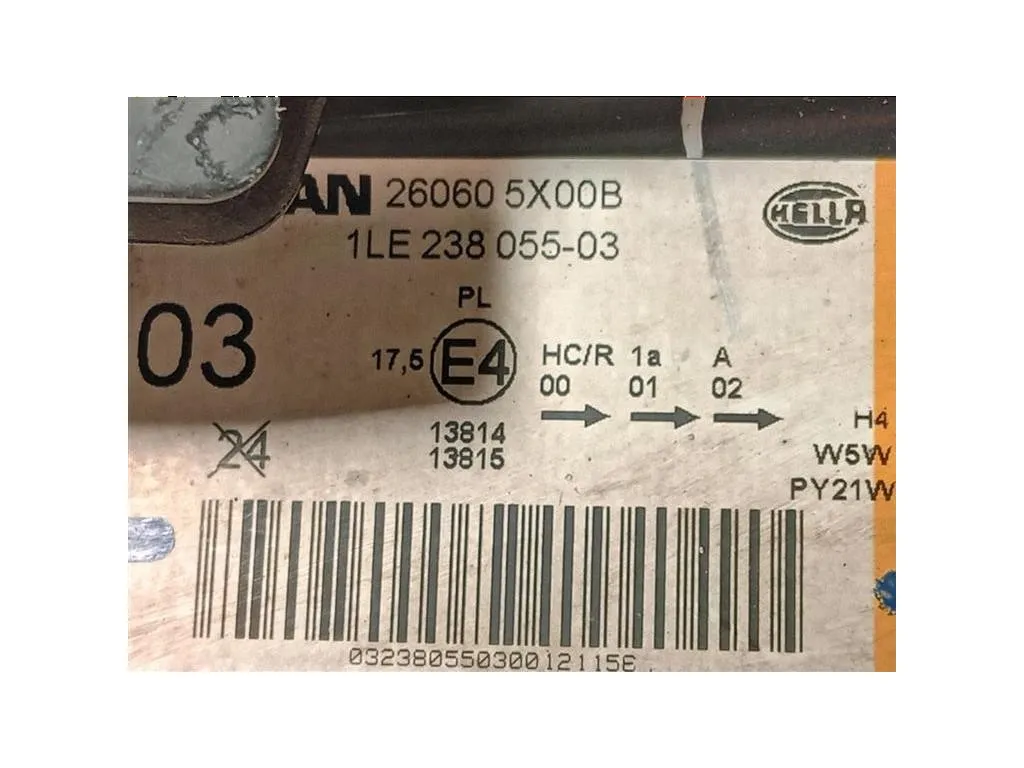 AN 26060 5X00B
HELLA
1LE 238 055-03
PL
03
17,5 E4 HC/R 1a A
00 01 02
H4
24
13814
13815
W5W
PY21W
0323805503001211